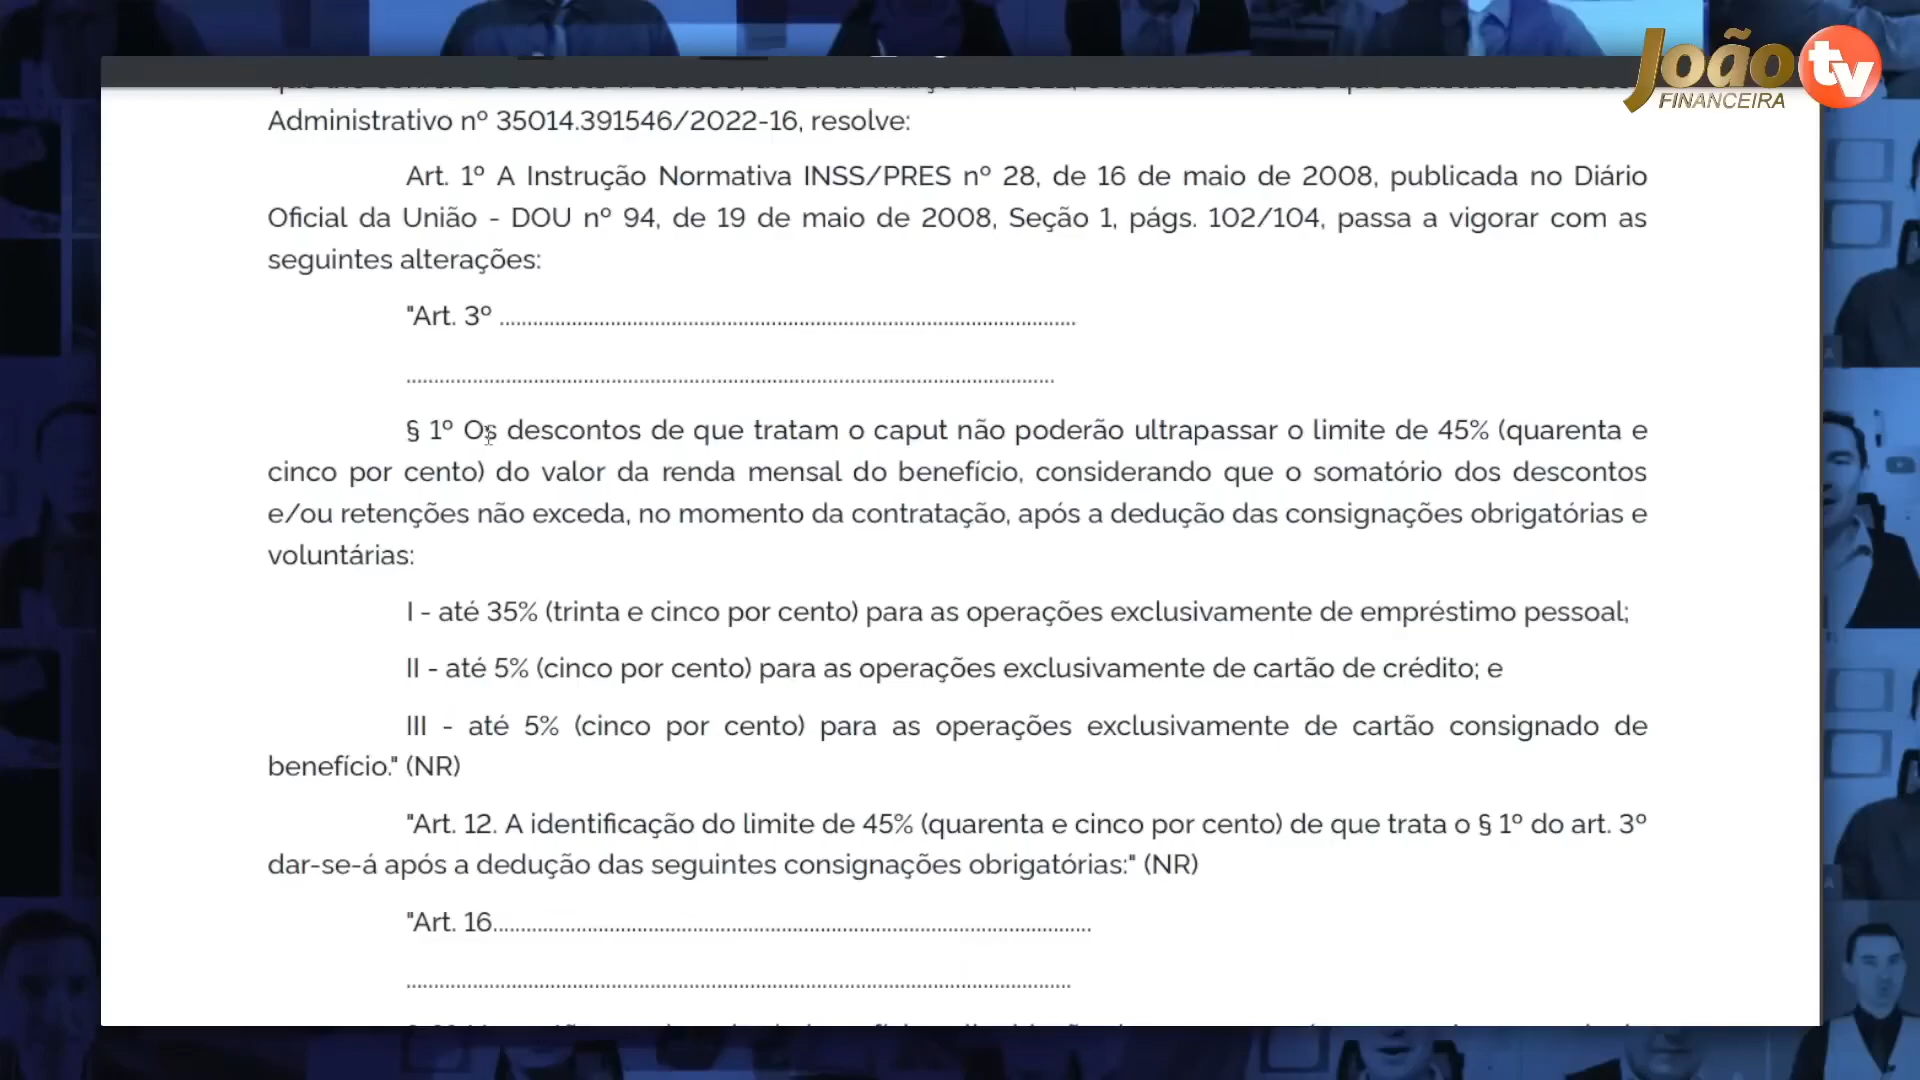 João
FINANCEIRA
tv
Administrativo nº 35014.391546/2022-16, resolve:
Art. 1º A Instrução Normativa INSS/PRES nº 28, de 16 de maio de 2008, publicada no Diário
Oficial da União - DOU nº 94, de 19 de maio de 2008, Seção 1, págs. 102/104, passa a vigorar com as
seguintes alterações:
"Art. 3º ........................................................................................................
.....................................................................................................................
§ 1º Os descontos de que tratam o caput não poderão ultrapassar o limite de 45% (quarenta e
cinco por cento) do valor da renda mensal do benefício, considerando que o somatório dos descontos
e/ou retenções não exceda, no momento da contratação, após a dedução das consignações obrigatórias e
voluntárias:
I - até 35% (trinta e cinco por cento) para as operações exclusivamente de empréstimo pessoal;
II - até 5% (cinco por cento) para as operações exclusivamente de cartão de crédito; e
III - até 5% (cinco por cento) para as operações exclusivamente de cartão consignado de
benefício." (NR)
"Art. 12. A identificação do limite de 45% (quarenta e cinco por cento) de que trata o § 1º do art. 3º
dar-se-á após a dedução das seguintes consignações obrigatórias:" (NR)
"Art. 16............................................................................................................
........................................................................................................................